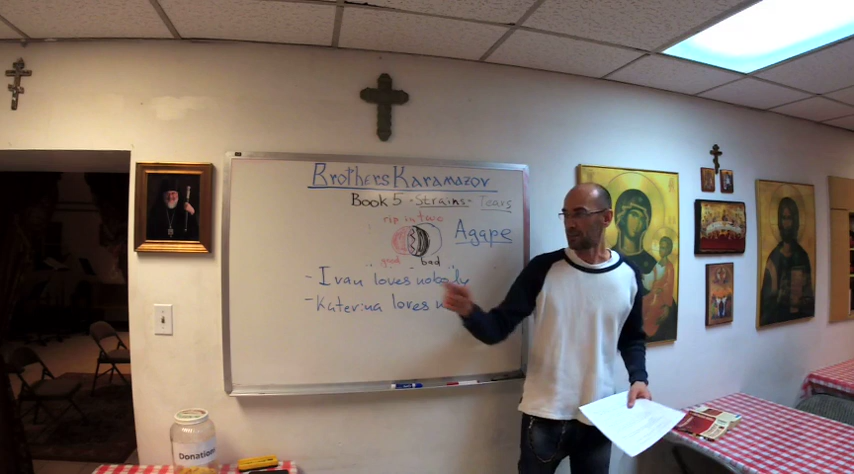 Brothers Karamazov
Book 5 - Strains - Tears
rip in two
Agape
good bad
- Ivan loves nobody
- Katerina loves
Donations